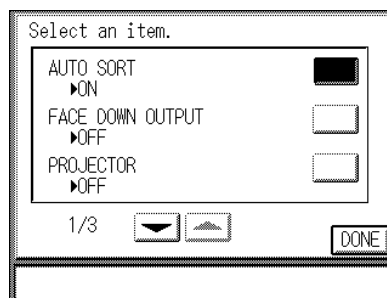 Select an item.
AUTO SORT
▶ON
FACE DOWN OUTPUT
▶OFF
PROJECTOR
▶OFF
1/3
DONE